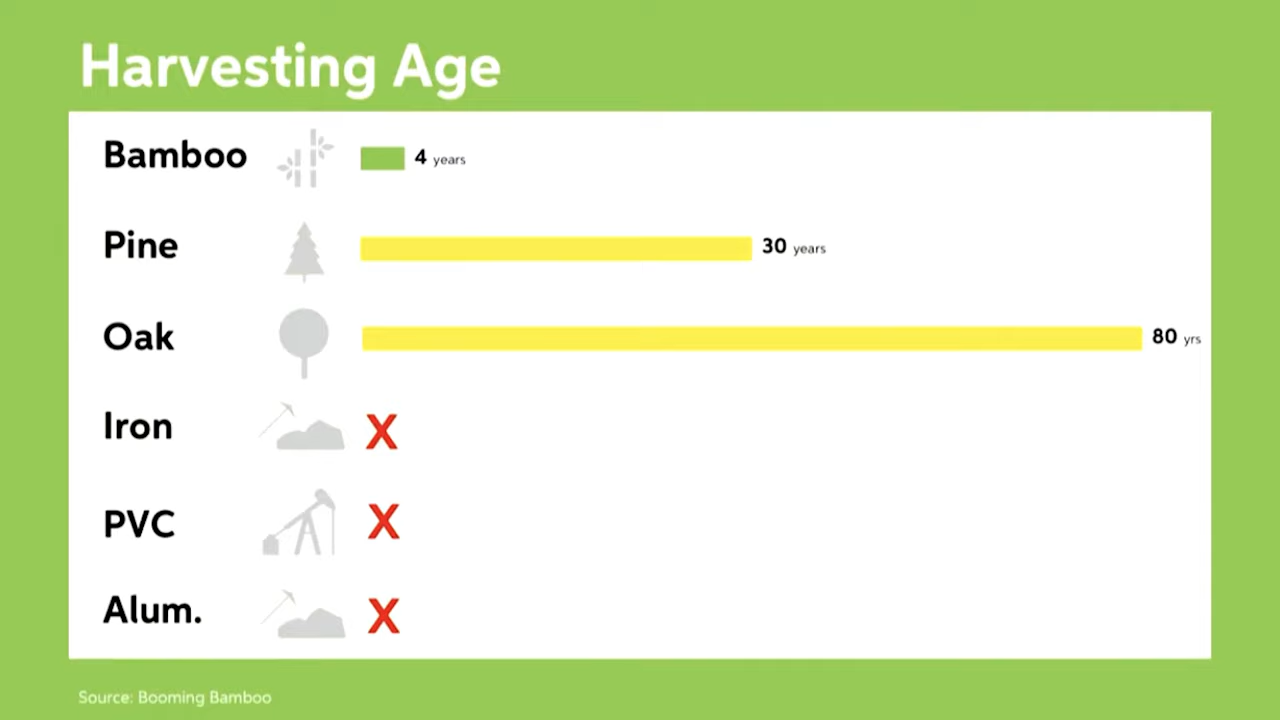 Harvesting Age
Bamboo 4 years
Pine 30 years
Oak 80 yrs
Iron X
PVC X
Alum. X
Source: Booming Bamboo